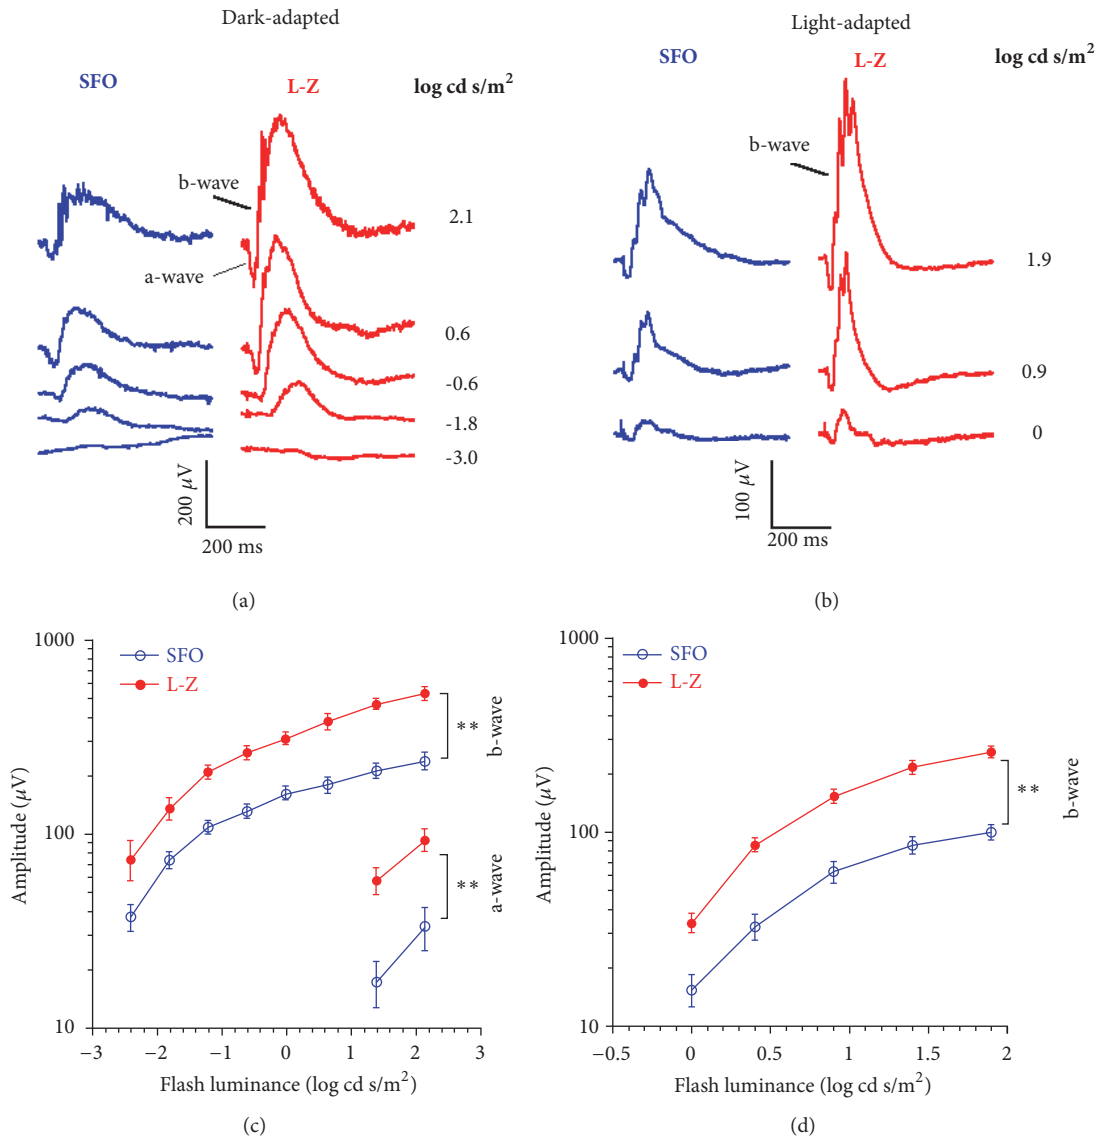 Dark-adapted
SFO
L-Z
log cd s/m²
b-wave
a-wave
2.1
0.6
-0.6
-1.8
-3.0
200 μV
200 ms
(a)
Light-adapted
SFO
L-Z
log cd s/m²
b-wave
1.9
0.9
0
100 μV
200 ms
(b)
1000
100
10
Amplitude (μV)
SFO
L-Z
**
b-wave
**
a-wave
−3 −2 −1 0 1 2 3
Flash luminance (log cd s/m²)
(c)
1000
100
10
Amplitude (μV)
SFO
L-Z
**
b-wave
−0.5 0 0.5 1 1.5 2
Flash luminance (log cd s/m²)
(d)